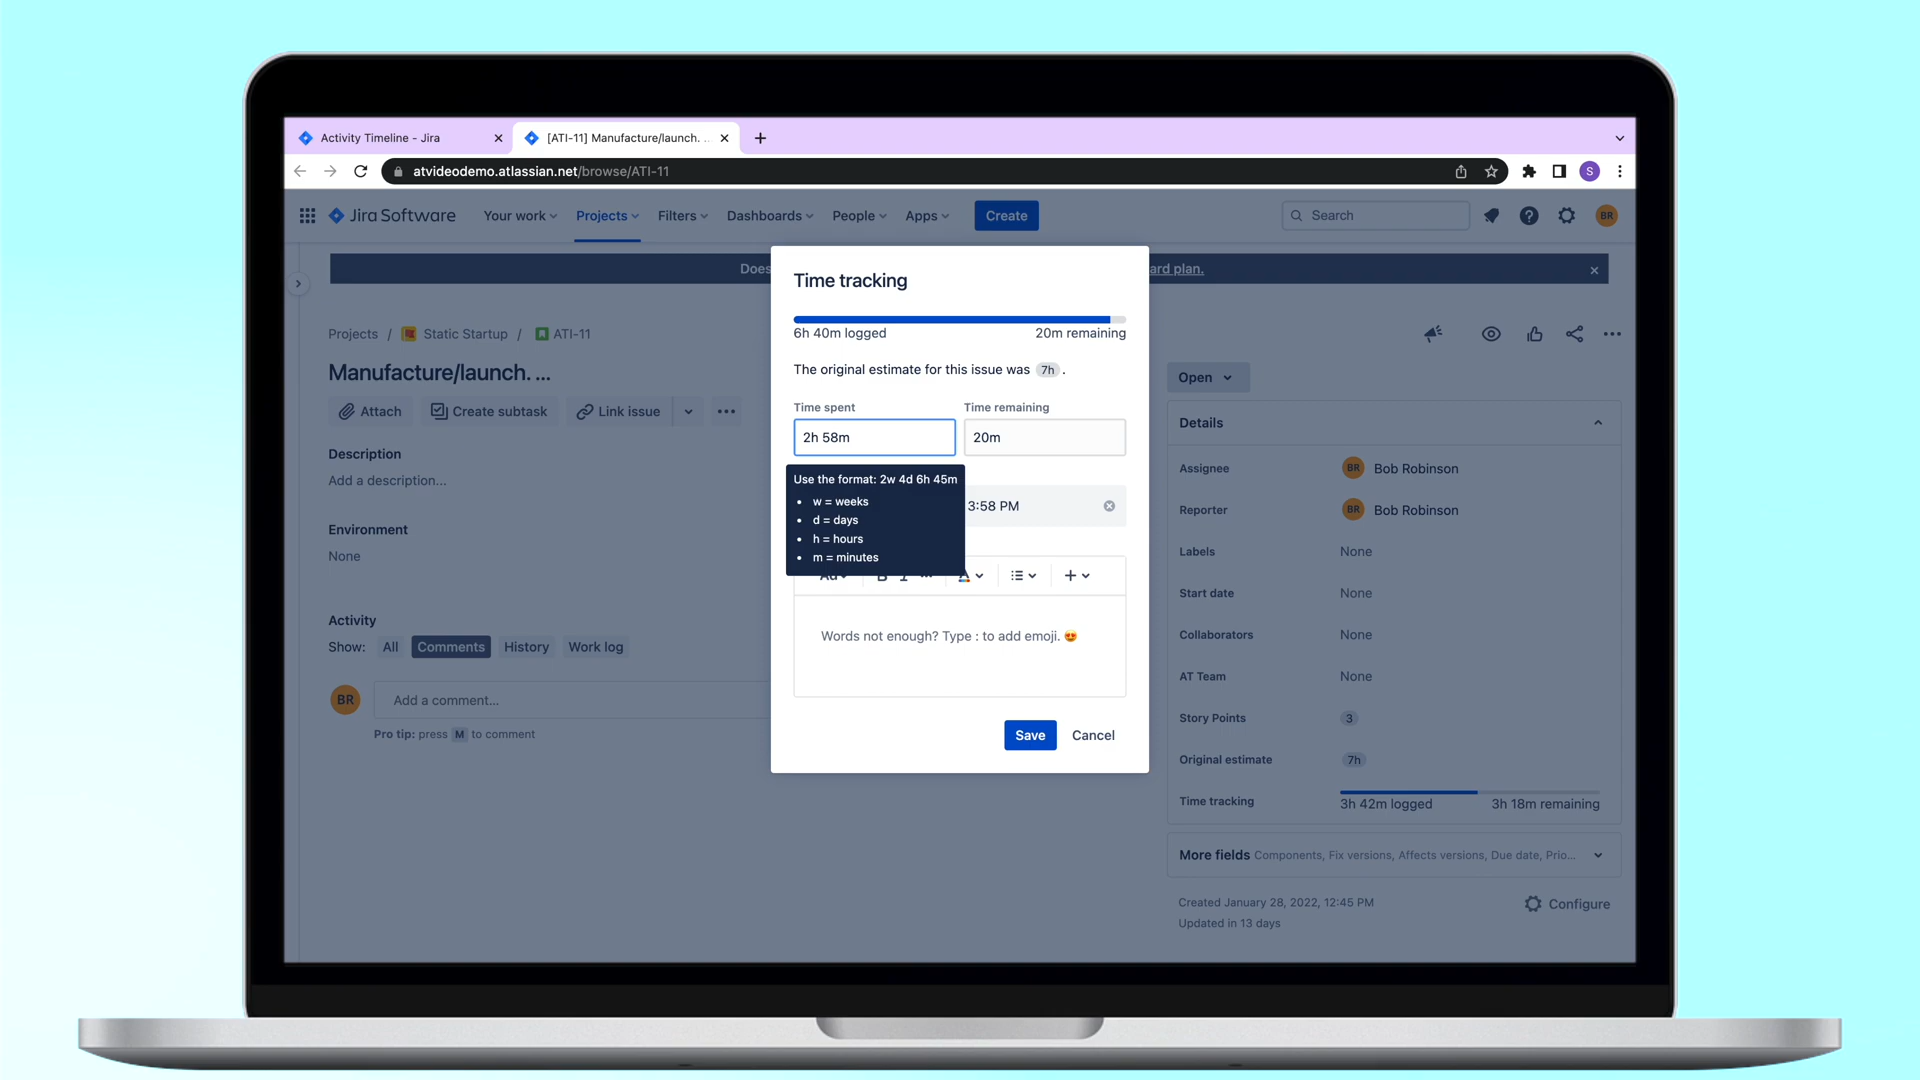 Activity Timeline - Jira
[ATI-11] Manufacture/launch. ..
atvideodemo.atlassian.net/browse/ATI-11
S
Jira Software
Your work
Projects
Filters
Dashboards
People
Apps
Create
Search
BR
Does
ard plan.
Projects / Static Startup / ATI-11
Manufacture/launch. ...
Attach
Create subtask
Link issue
Description
Add a description...
Environment
None
Activity
Show: All Comments History Work log
BR
Add a comment...
Pro tip: press M to comment
Time tracking
6h 40m logged 20m remaining
The original estimate for this issue was 7h .
Time spent Time remaining
2h 58m 20m
Use the format: 2w 4d 6h 45m
• w = weeks
• d = days
• h = hours
• m = minutes
3:58 PM
Words not enough? Type : to add emoji. 😍
Save Cancel
Open
Details
Assignee BR Bob Robinson
Reporter BR Bob Robinson
Labels None
Start date None
Collaborators None
AT Team None
Story Points 3
Original estimate 7h
Time tracking 3h 42m logged 3h 18m remaining
More fields Components, Fix versions, Affects versions, Due date, Prio...
Created January 28, 2022, 12:45 PM
Updated in 13 days
Configure